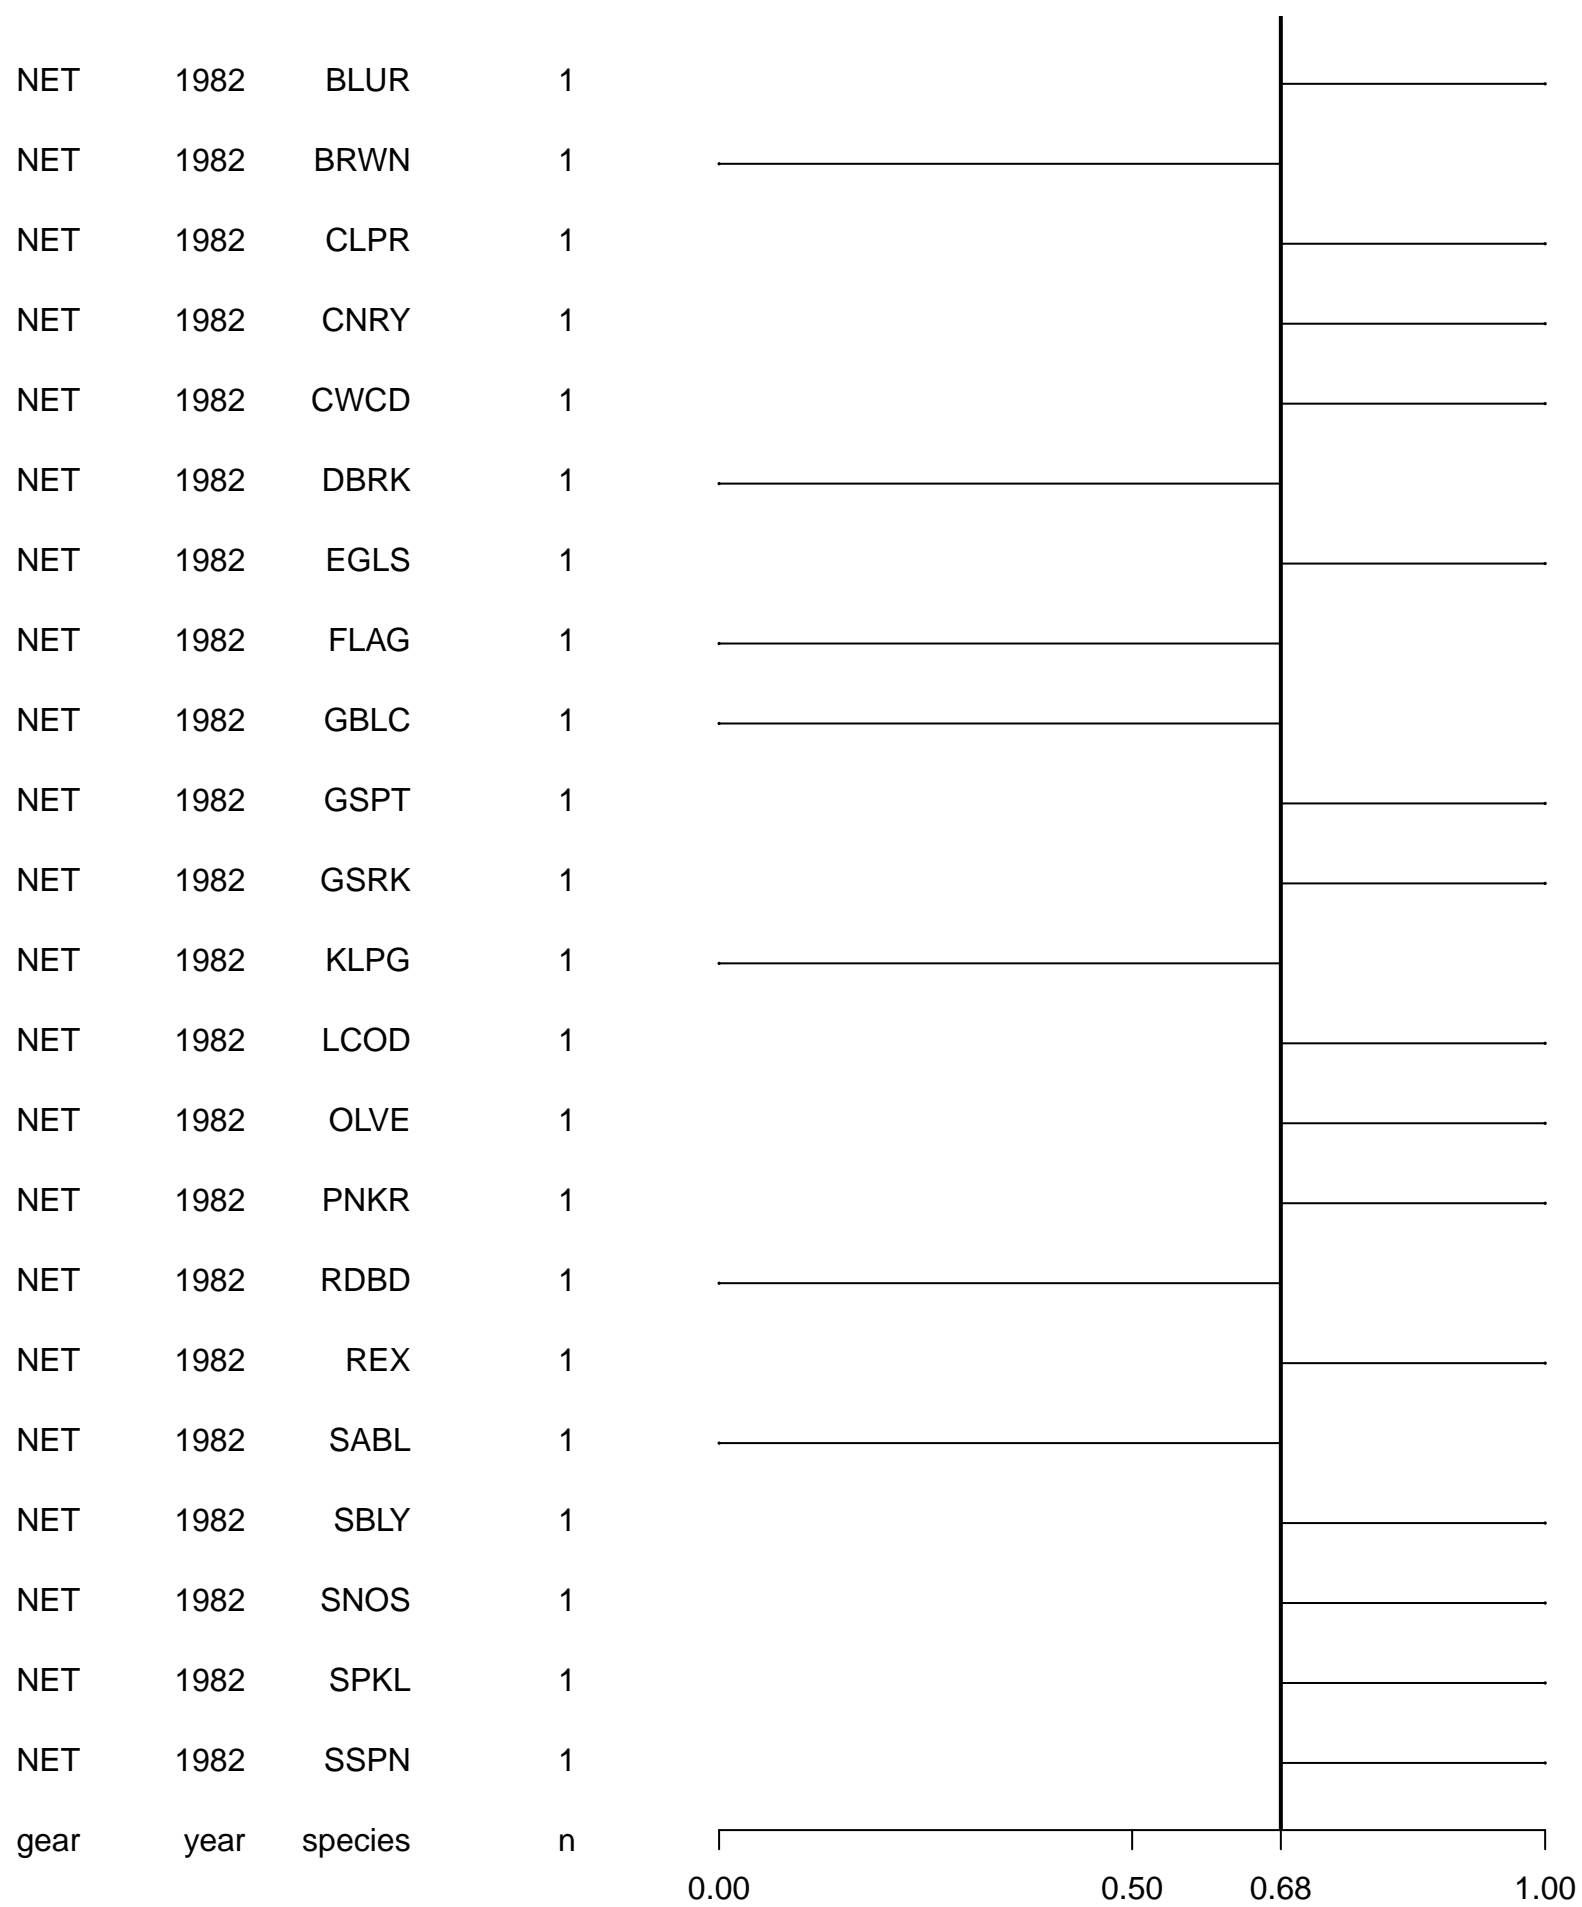 NET 1982 BLUR 1
NET 1982 BRWN 1
NET 1982 CLPR 1
NET 1982 CNRY 1
NET 1982 CWCD 1
NET 1982 DBRK 1
NET 1982 EGLS 1
NET 1982 FLAG 1
NET 1982 GBLC 1
NET 1982 GSPT 1
NET 1982 GSRK 1
NET 1982 KLPG 1
NET 1982 LCOD 1
NET 1982 OLVE 1
NET 1982 PNKR 1
NET 1982 RDBD 1
NET 1982 REX 1
NET 1982 SABL 1
NET 1982 SBLY 1
NET 1982 SNOS 1
NET 1982 SPKL 1
NET 1982 SSPN 1
gear year species n
0.00 0.50 0.68 1.00